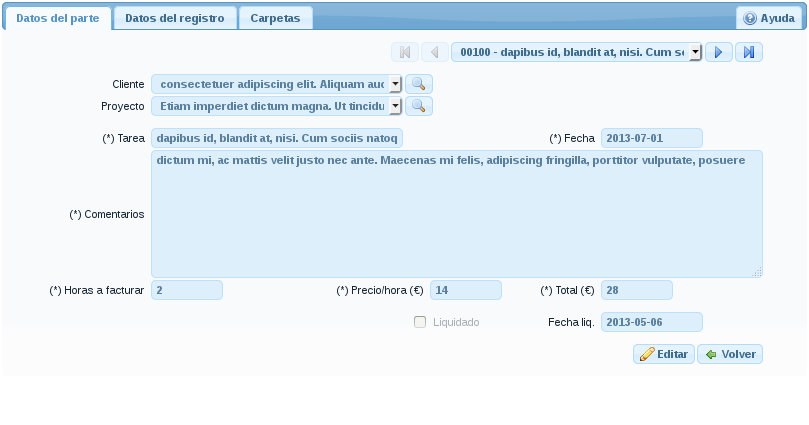 Datos del parte Datos del registro Carpetas Ayuda
00100 - dapibus id, blandit at, nisi. Cum
Cliente consectetuer adipiscing elit. Aliquam
Proyecto Etiam imperdiet dictum magna. Ut
(*) Tarea dapibus id, blandit at, nisi. Cum sociis natoq (*) Fecha 2013-07-01
dictum mi, ac mattis velit justo nec ante. Maecenas mi felis, adipiscing fringilla, porttitor vulputate, posuere
(*) Comentarios
(*) Horas a facturar 2 (*) Precio/hora (€) 14 (*) Total (€) 28
Liquidado Fecha liq. 2013-05-06
Editar Volver